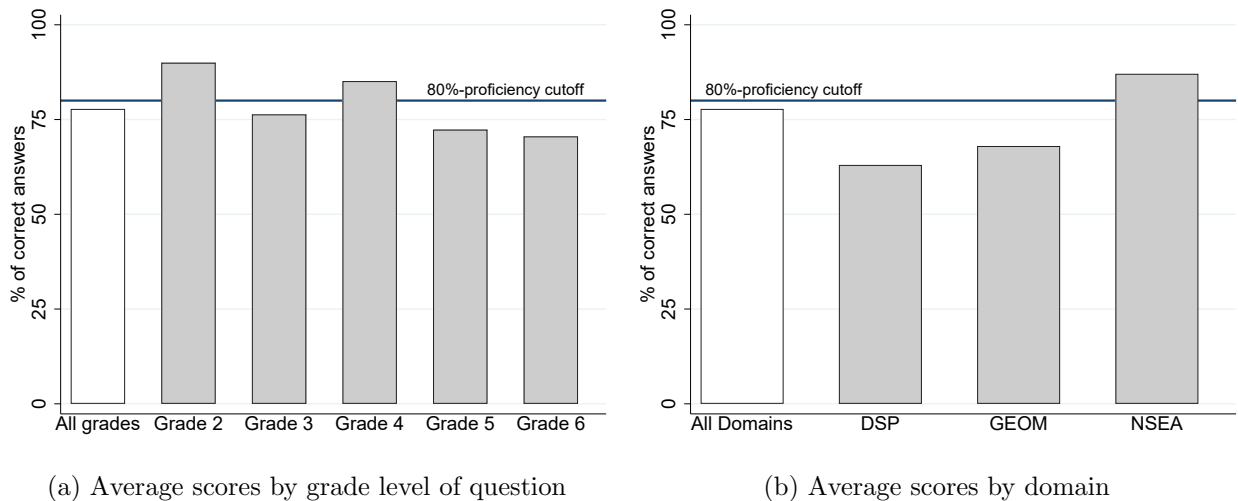 % of correct answers
100
75
50
25
0
80%-proficiency cutoff
All grades Grade 2 Grade 3 Grade 4 Grade 5 Grade 6
(a) Average scores by grade level of question
% of correct answers
100
75
50
25
0
80%-proficiency cutoff
All Domains DSP GEOM NSEA
(b) Average scores by domain